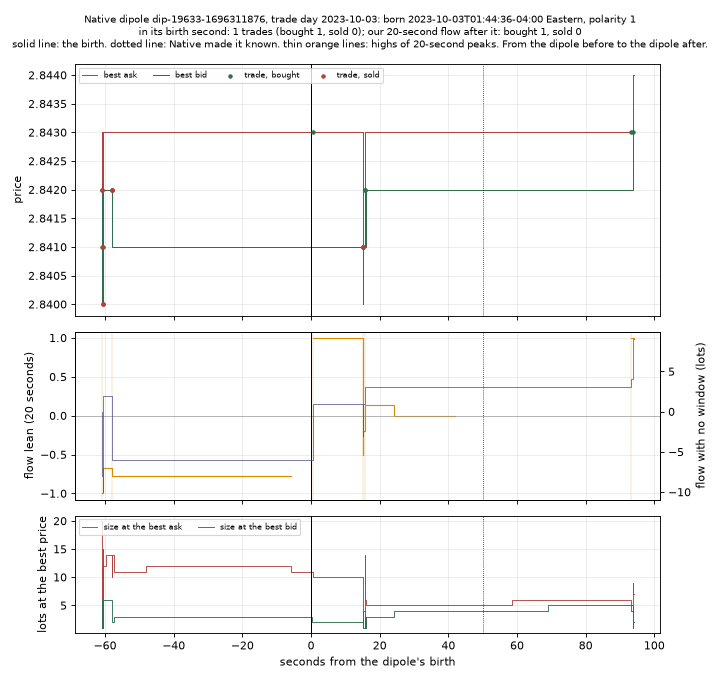 Native dipole dip-19633-1696311876, trade day 2023-10-03: born 2023-10-03T01:44:36-04:00 Eastern, polarity 1
in its birth second: 1 trades (bought 1, sold 0); our 20-second flow after it: bought 1, sold 0
solid line: the birth. dotted line: Native made it known. thin orange lines: highs of 20-second peaks. From the dipole before to the dipole after.
best ask best bid trade, bought trade, sold
2.8440
2.8435
2.8430
2.8425
2.8420
2.8415
2.8410
2.8405
2.8400
price
1.0
0.5
0.0
−0.5
−1.0
flow lean (20 seconds)
5
0
−5
−10
flow with no window (lots)
size at the best ask size at the best bid
20
15
10
5
lots at the best price
−60 −40 −20 0 20 40 60 80 100
seconds from the dipole's birth